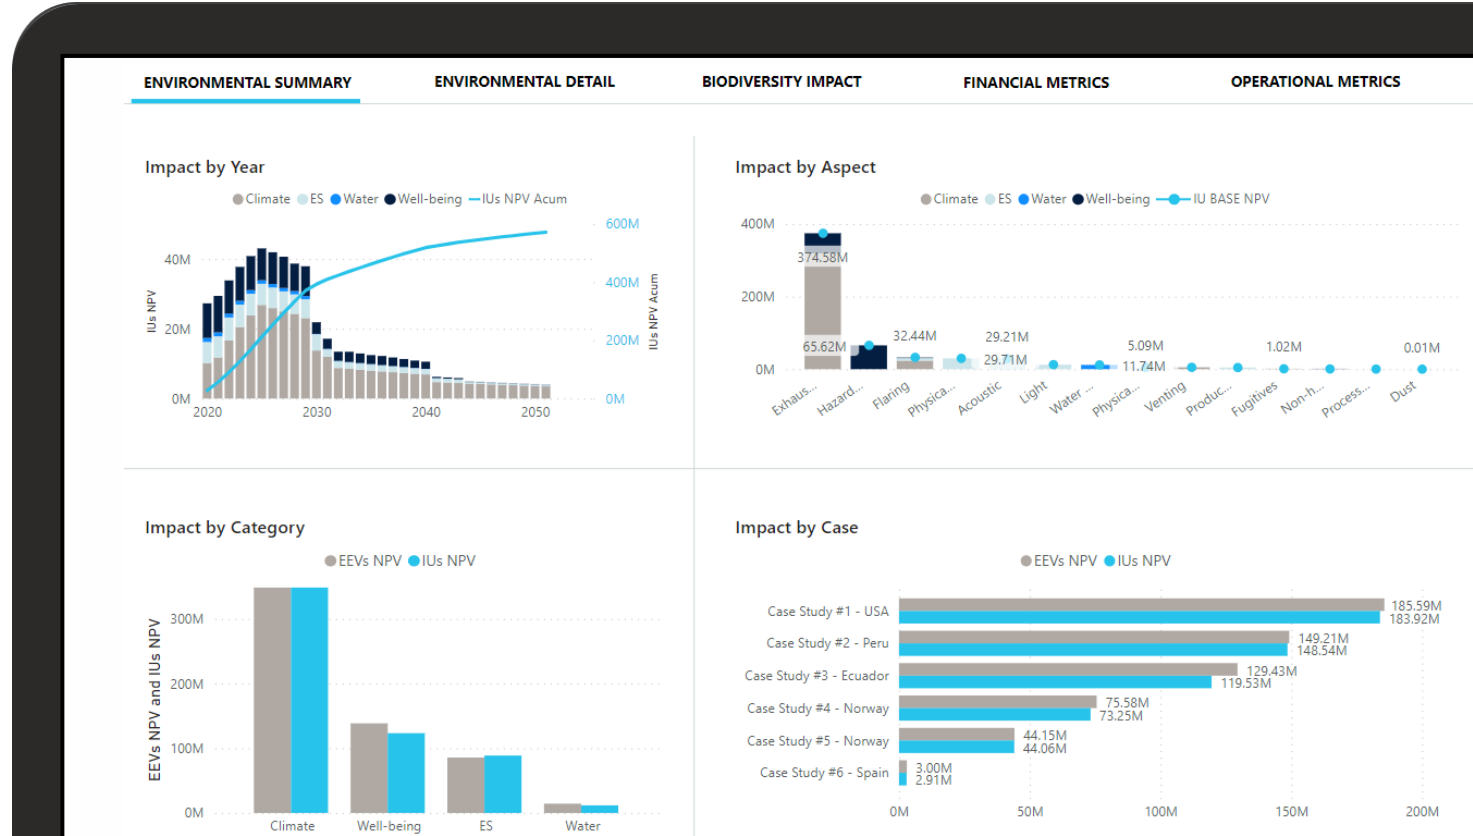 ENVIRONMENTAL SUMMARY ENVIRONMENTAL DETAIL BIODIVERSITY IMPACT FINANCIAL METRICS OPERATIONAL METRICS
Impact by Year
Climate ES Water Well-being IUs NPV Acum
600M
40M
400M
20M
200M
0M
0M
IUs NPV
IUs NPV Acum
2020 2030 2040 2050
Impact by Aspect
Climate ES Water Well-being IU BASE NPV
400M
200M
0M
374.58M
65.62M
32.44M
29.21M
29.71M
5.09M
11.74M
1.02M
0.01M
Exhaus... Hazard... Flaring Physica... Acoustic Light Water ... Physica... Venting Produc... Fugitives Non-h... Process... Dust
Impact by Category
EEVs NPV IUs NPV
EEVs NPV and IUs NPV
300M
200M
100M
0M
Climate Well-being ES Water
Impact by Case
EEVs NPV IUs NPV
Case Study #1 - USA
185.59M
183.92M
Case Study #2 - Peru
149.21M
148.54M
Case Study #3 - Ecuador
129.43M
119.53M
Case Study #4 - Norway
75.58M
73.25M
Case Study #5 - Norway
44.15M
44.06M
Case Study #6 - Spain
3.00M
2.91M
0M 50M 100M 150M 200M